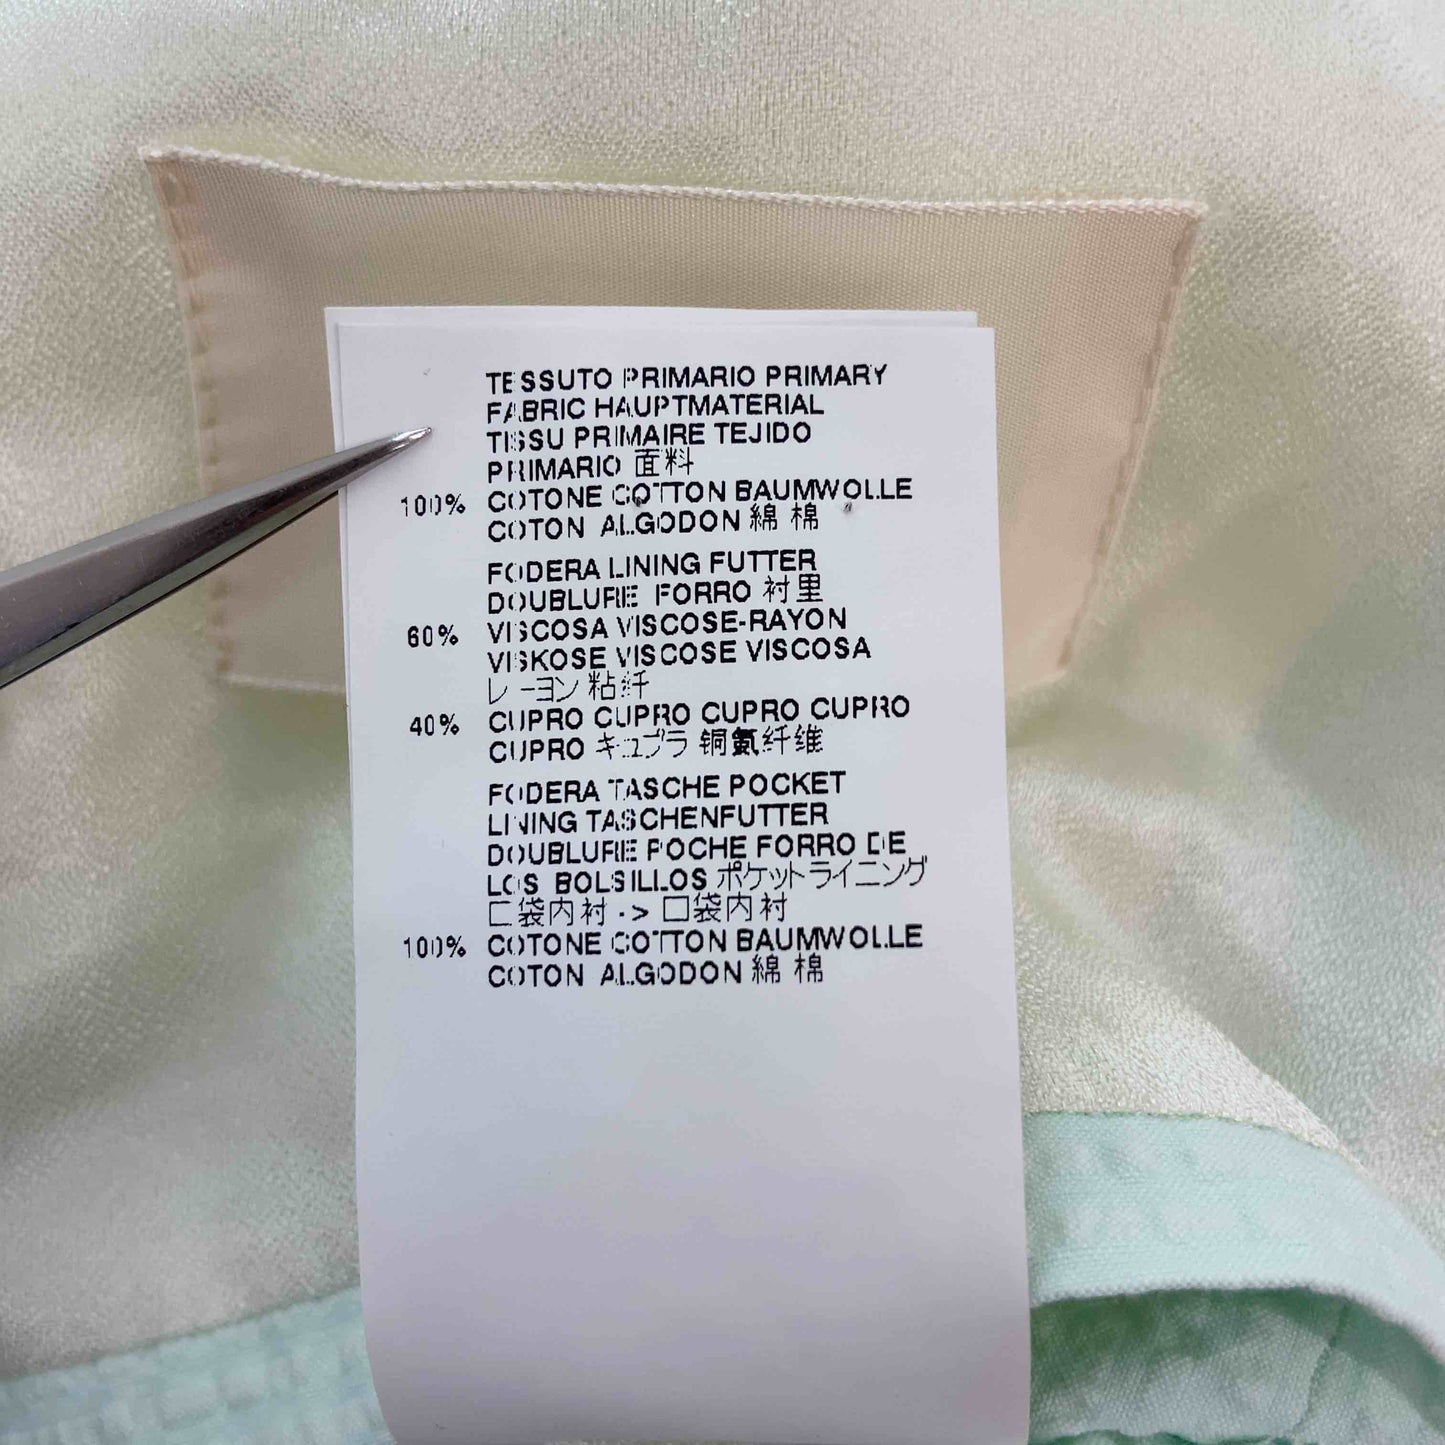 TESSUTO PRIMARIO PRIMARY
FABRIC HAUPTMATERIAL
TISSU PRIMAIRE TEJIDO
PRIMARIO 面料
100% COTONE COTTON BAUMWOLLE
COTON ALGODON 綿 棉
FODERA LINING FUTTER
DOUBLURE FORRO 衬里
60% VISCOSA VISCOSE-RAYON
VISKOSE VISCOSE VISCOSA
レーヨン 粘纤
40% CUPRO CUPRO CUPRO CUPRO
CUPRO キュプラ 铜氨纤维
FODERA TASCHE POCKET
LINING TASCHENFUTTER
DOUBLURE POCHE FORRO DE
LOS BOLSILLOS ポケットライニング
口袋内衬 -> 口袋内衬
100% COTONE COTTON BAUMWOLLE
COTON ALGODON 綿 棉